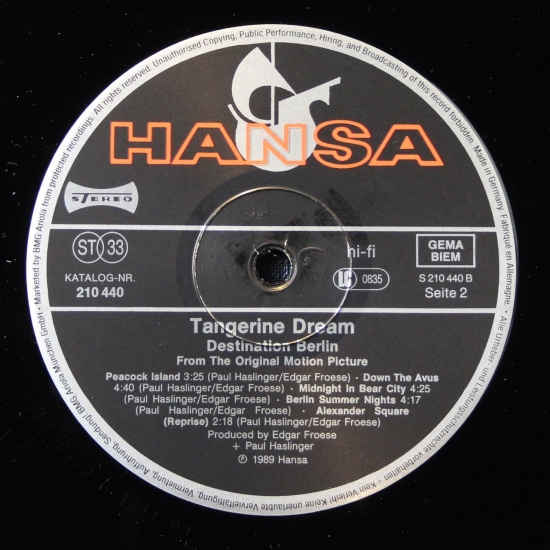 HANSA
STEREO
ST 33
KATALOG-NR.
210 440
hi-fi
LC 0835
GEMA
BIEM
S 210 440 B
Seite 2
Tangerine Dream
Destination Berlin
From The Original Motion Picture
Peacock Island 3:25 (Paul Haslinger/Edgar Froese) · Down The Avus
4:40 (Paul Haslinger/Edgar Froese) · Midnight In Bear City 4:25
(Paul Haslinger/Edgar Froese) · Berlin Summer Nights 4:17
(Paul Haslinger/Edgar Froese) · Alexander Square
(Reprise) 2:18 (Paul Haslinger/Edgar Froese)
Produced by Edgar Froese
+ Paul Haslinger
℗ 1989 Hansa
Marketed by BMG Ariola München GmbH · Marketed by BMG Ariola from protected recordings. All rights reserved. Unauthorised Copying, Public Performance, Hiring, and Broadcasting of this record forbidden. Made in Germany. Fabriqué en Allemagne. · Alle Urheber- und Leistungsschutzrechte vorbehalten - Kein Verleih! Keine unerlaubte Vervielfältigung, Vermietung, Aufführung, Sendung!